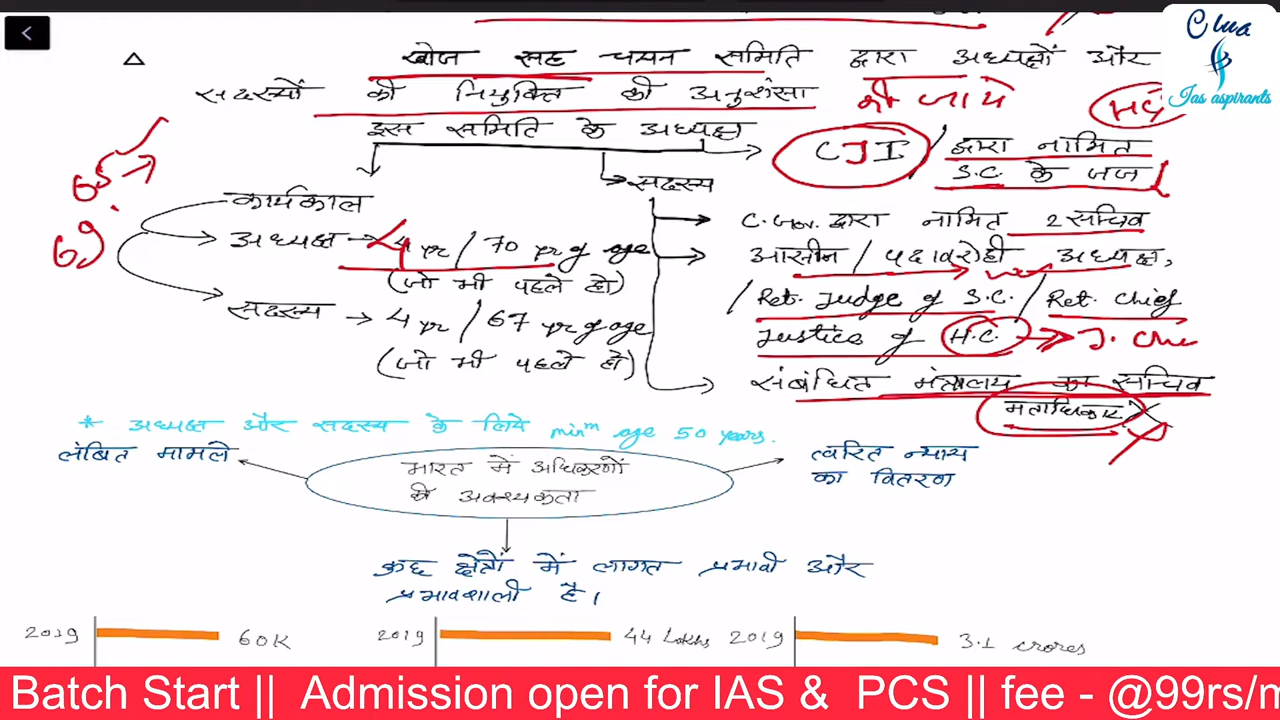 Clua
Ias aspirants
खोज सह चयन समिति द्वारा अध्यक्षों और
सदस्यों की नियुक्ति की अनुशंसा की जाये
इस समिति के अध्यक्ष
CJI / द्वारा नामित
S.C. के जज
65
69
कार्यकाल
अध्यक्ष → 4 yr / 70 yr of age
(जो भी पहले हो)
सदस्य → 4 yr / 67 yr of age
(जो भी पहले हो)
सदस्य
C. Gov. द्वारा नामित 2 सचिव
आसीन / पदावरोही अध्यक्ष,
/ Ret. Judge of S.C. / Ret. Chief
Justice of H.C.
संबंधित मंत्रालय का सचिव
मताधिकार X
* अध्यक्ष और सदस्य के लिये minm age 50 years.
लंबित मामले
भारत में अधिकरणों
की आवश्यकता
त्वरित न्याय
का वितरण
कुछ क्षेत्रों में लागत प्रभावी और
प्रभावशाली है।
2019 60K
2019 44 Lakhs
2019 3.1 crores
Batch Start || Admission open for IAS & PCS || fee - @99rs/m